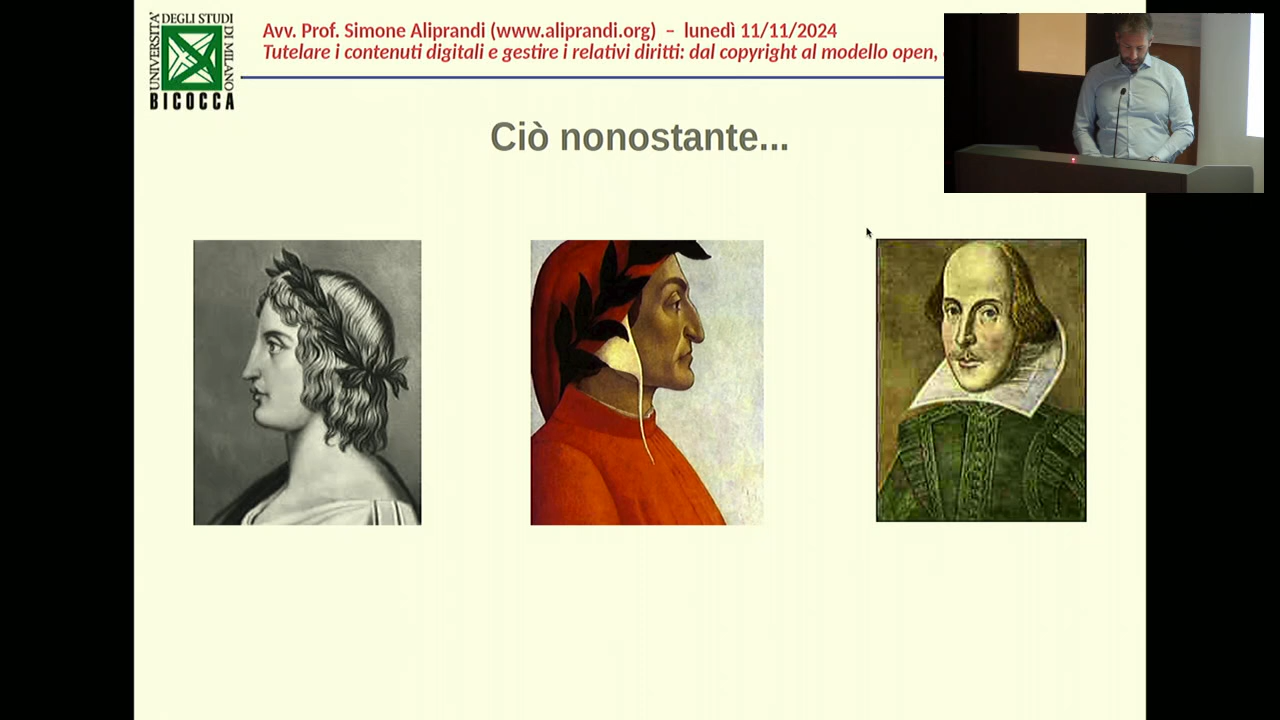 UNIVERSITA' DEGLI STUDI DI MILANO
BICOCCA
Avv. Prof. Simone Aliprandi (www.aliprandi.org) – lunedì 11/11/2024
Tutelare i contenuti digitali e gestire i relativi diritti: dal copyright al modello open,
Ciò nonostante...